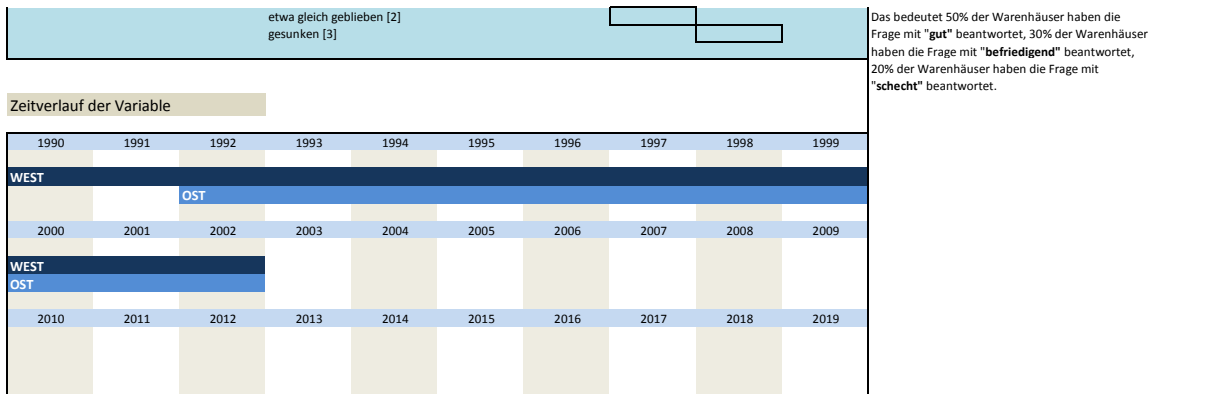 etwa gleich geblieben [2]
gesunken [3]
Das bedeutet 50% der Warenhäuser haben die
Frage mit "gut" beantwortet, 30% der Warenhäuser
haben die Frage mit "befriedigend" beantwortet,
20% der Warenhäuser haben die Frage mit
"schecht" beantwortet.
Zeitverlauf der Variable
1990 1991 1992 1993 1994 1995 1996 1997 1998 1999
WEST
OST
2000 2001 2002 2003 2004 2005 2006 2007 2008 2009
WEST
OST
2010 2011 2012 2013 2014 2015 2016 2017 2018 2019